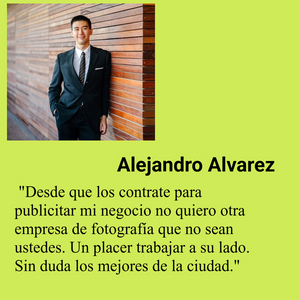 Alejandro Alvarez
"Desde que los contrate para
publicitar mi negocio no quiero otra
empresa de fotografía que no sean
ustedes. Un placer trabajar a su lado.
Sin duda los mejores de la ciudad."